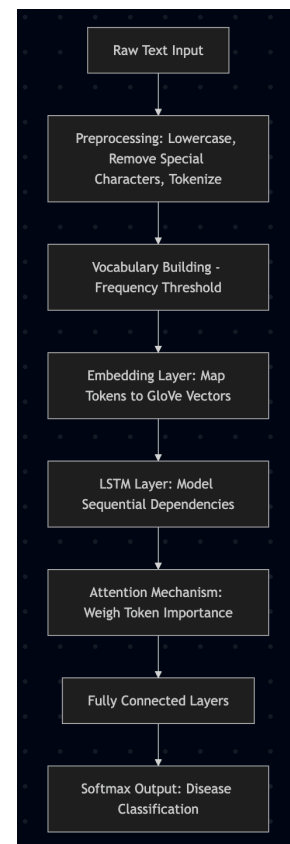 Raw Text Input
Preprocessing: Lowercase,
Remove Special
Characters, Tokenize
Vocabulary Building -
Frequency Threshold
Embedding Layer: Map
Tokens to GloVe Vectors
LSTM Layer: Model
Sequential Dependencies
Attention Mechanism:
Weigh Token Importance
Fully Connected Layers
Softmax Output: Disease
Classification